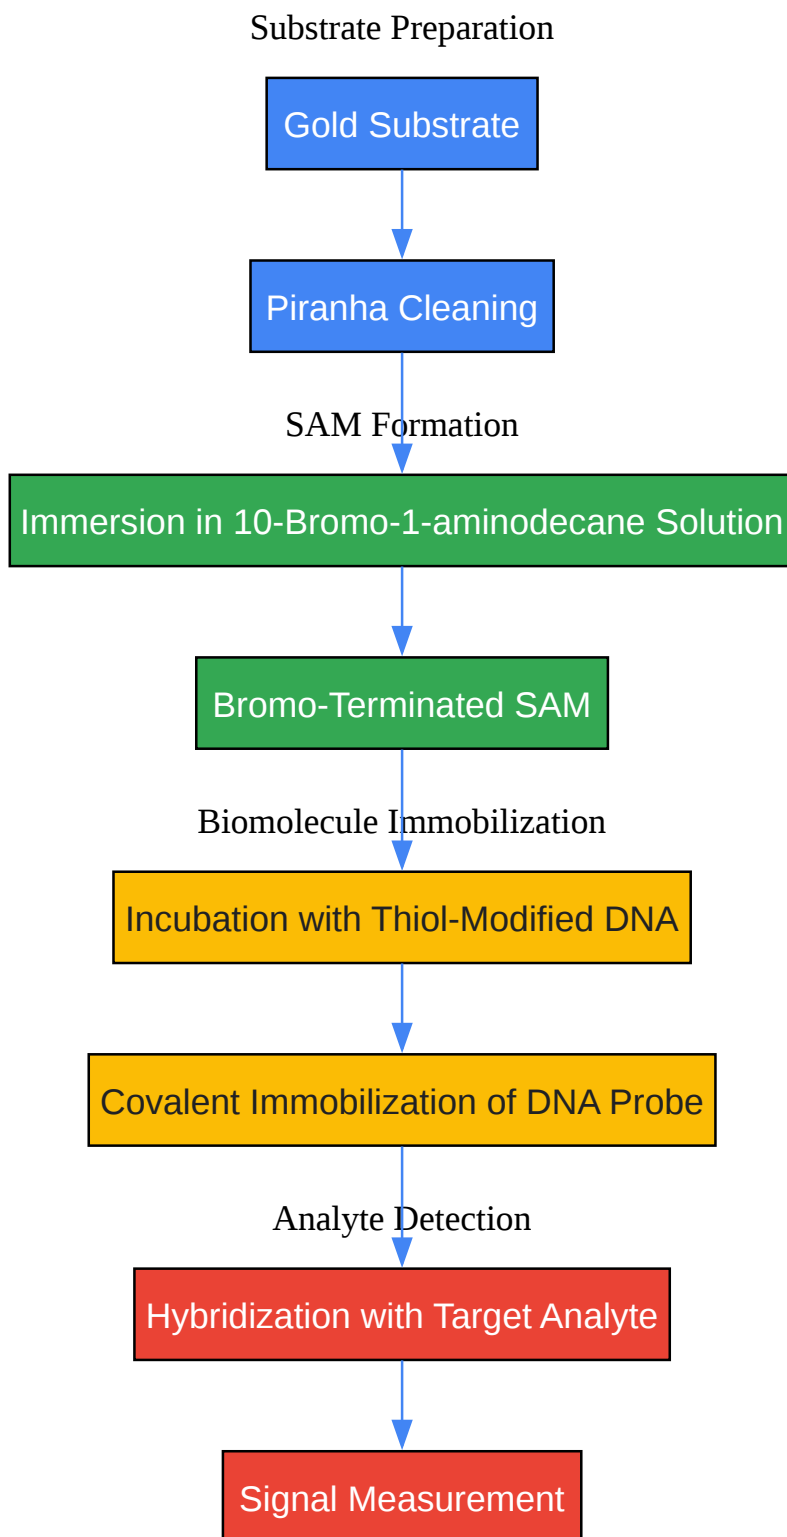 Substrate Preparation
Gold Substrate
Piranha Cleaning
SAM Formation
Immersion in 10-Bromo-1-aminodecane Solution
Bromo-Terminated SAM
Biomolecule Immobilization
Incubation with Thiol-Modified DNA
Covalent Immobilization of DNA Probe
Analyte Detection
Hybridization with Target Analyte
Signal Measurement